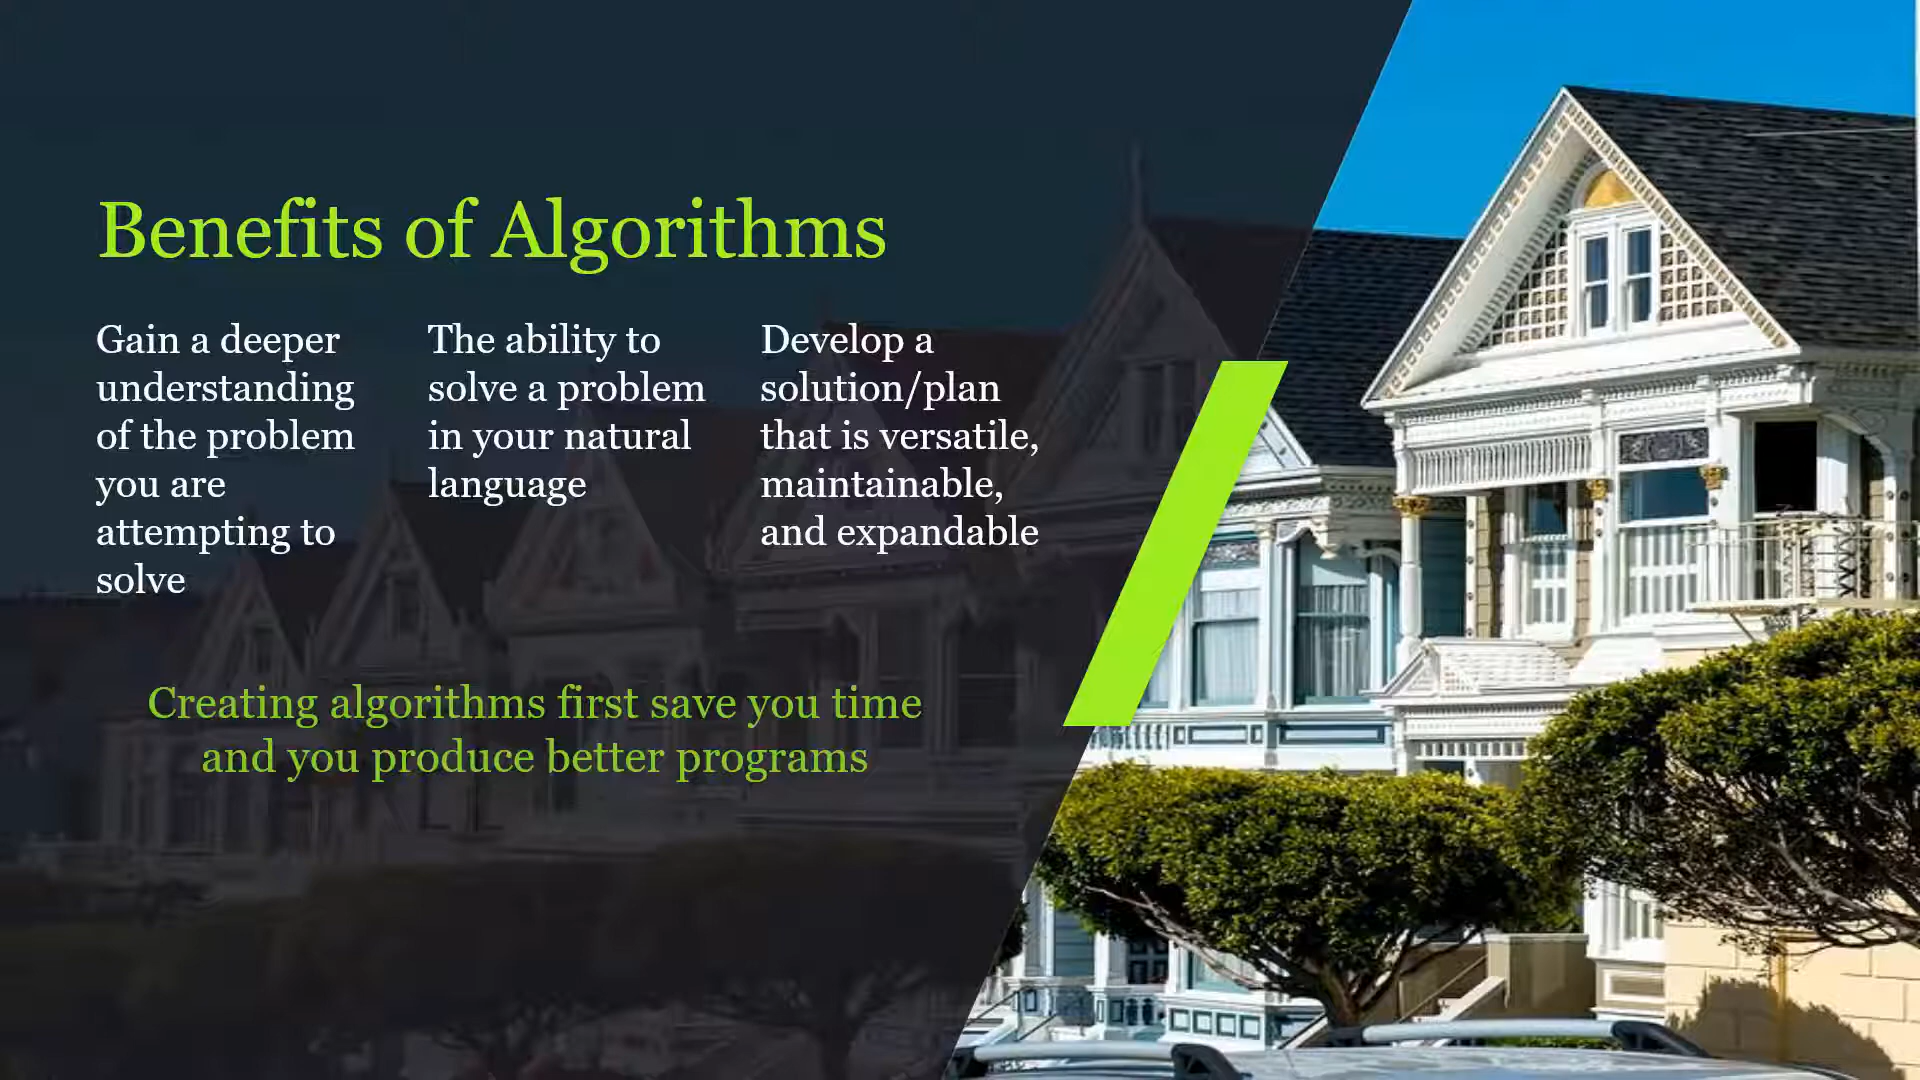 Benefits of Algorithms
Gain a deeper
understanding
of the problem
you are
attempting to
solve
The ability to
solve a problem
in your natural
language
Develop a
solution/plan
that is versatile,
maintainable,
and expandable
Creating algorithms first save you time
and you produce better programs